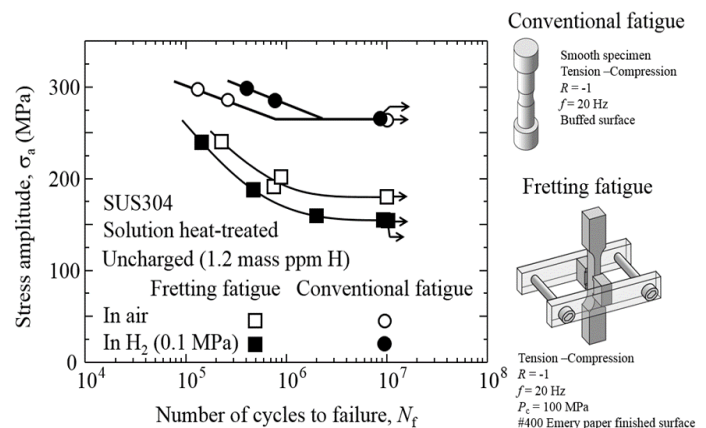 Stress amplitude, σa (MPa)
300
200
100
0
10^4
10^5
10^6
10^7
10^8
Number of cycles to failure, Nf
SUS304
Solution heat-treated
Uncharged (1.2 mass ppm H)
Fretting fatigue Conventional fatigue
In air
In H2 (0.1 MPa)
Conventional fatigue
Smooth specimen
Tension –Compression
R = -1
f = 20 Hz
Buffed surface
Fretting fatigue
Tension –Compression
R = -1
f = 20 Hz
Pc = 100 MPa
#400 Emery paper finished surface